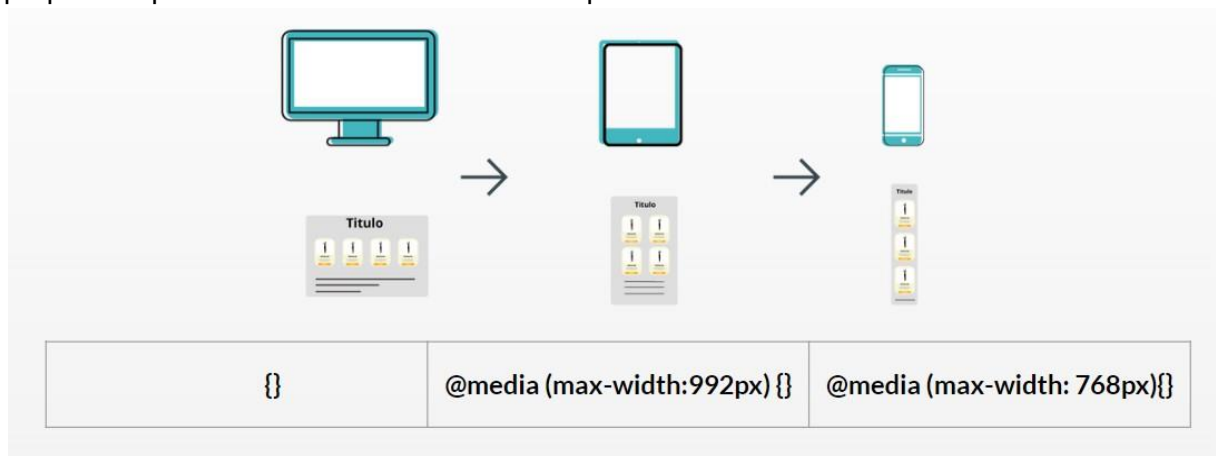 Titulo
Titulo
Titulo
{}
@media (max-width:992px) {}
@media (max-width: 768px){}